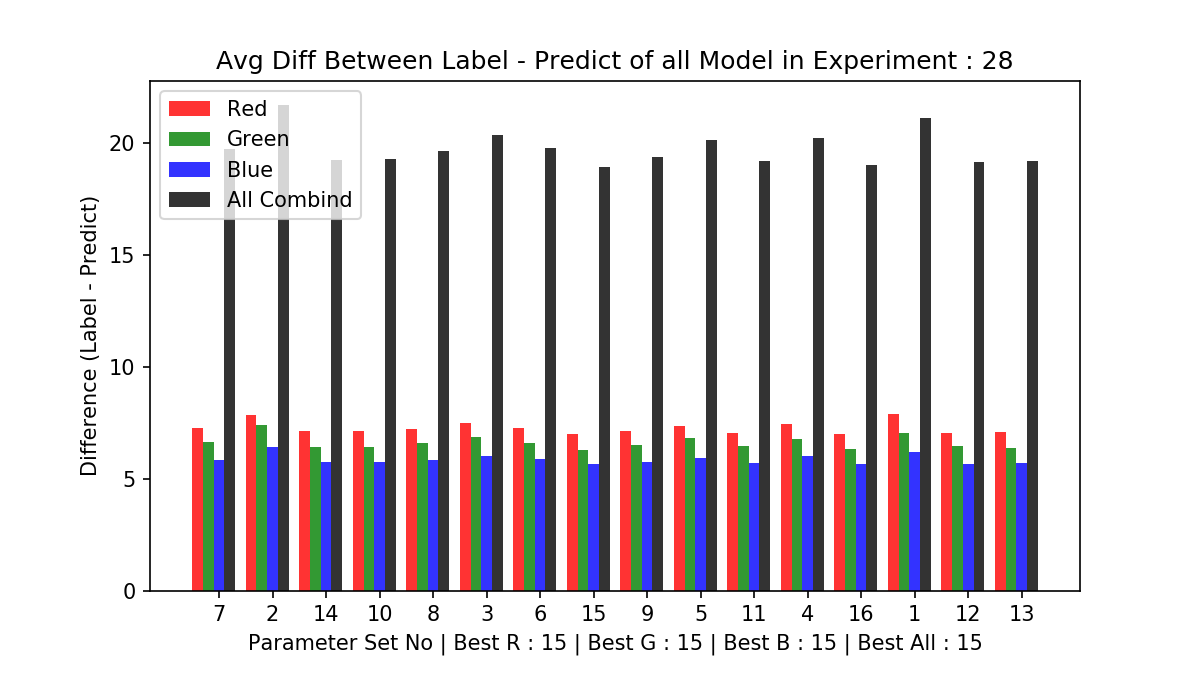 Avg Diff Between Label - Predict of all Model in Experiment : 28
Red
Green
Blue
All Combind
Difference (Label - Predict)
20
15
10
5
0
7 2 14 10 8 3 6 15 9 5 11 4 16 1 12 13
Parameter Set No | Best R : 15 | Best G : 15 | Best B : 15 | Best All : 15